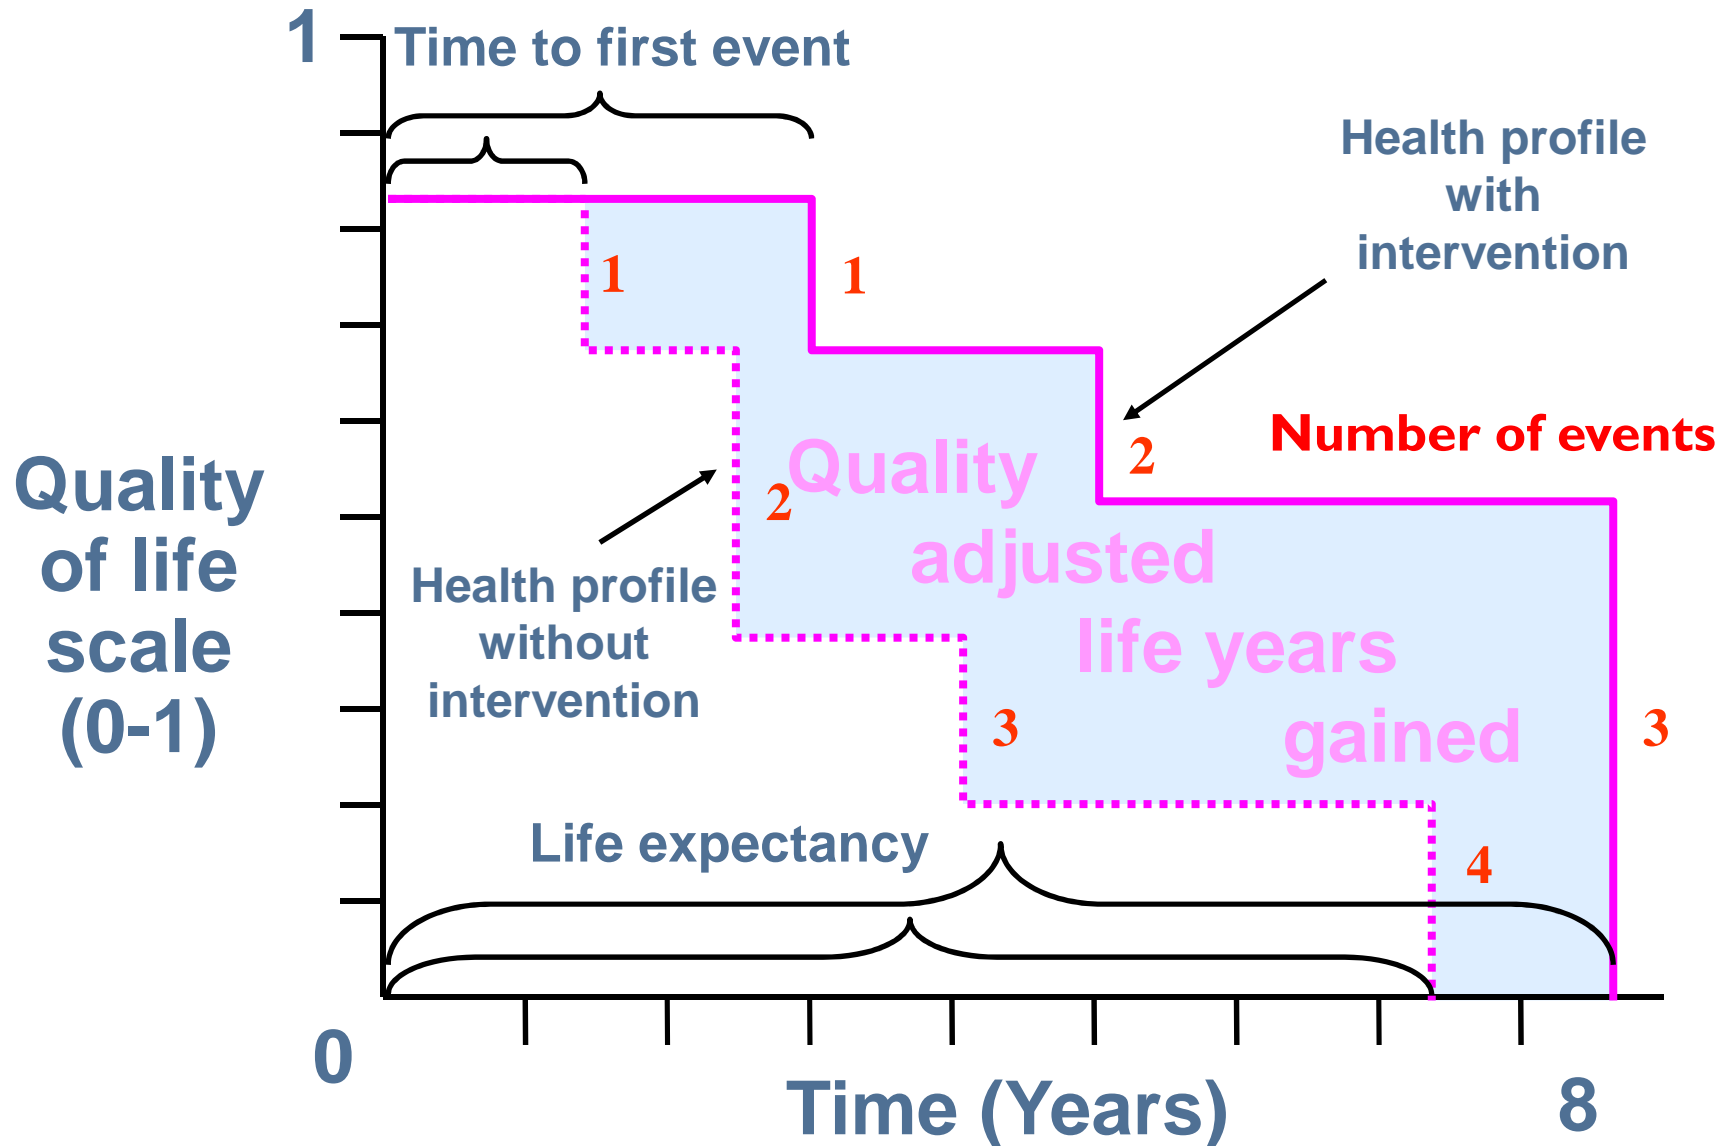 1
Time to first event
Health profile
with
intervention
1
1
Number of events
2
Quality
of life
scale
(0-1)
Quality
adjusted
life years
gained
2
Health profile
without
intervention
3
3
Life expectancy
4
0
Time (Years)
8